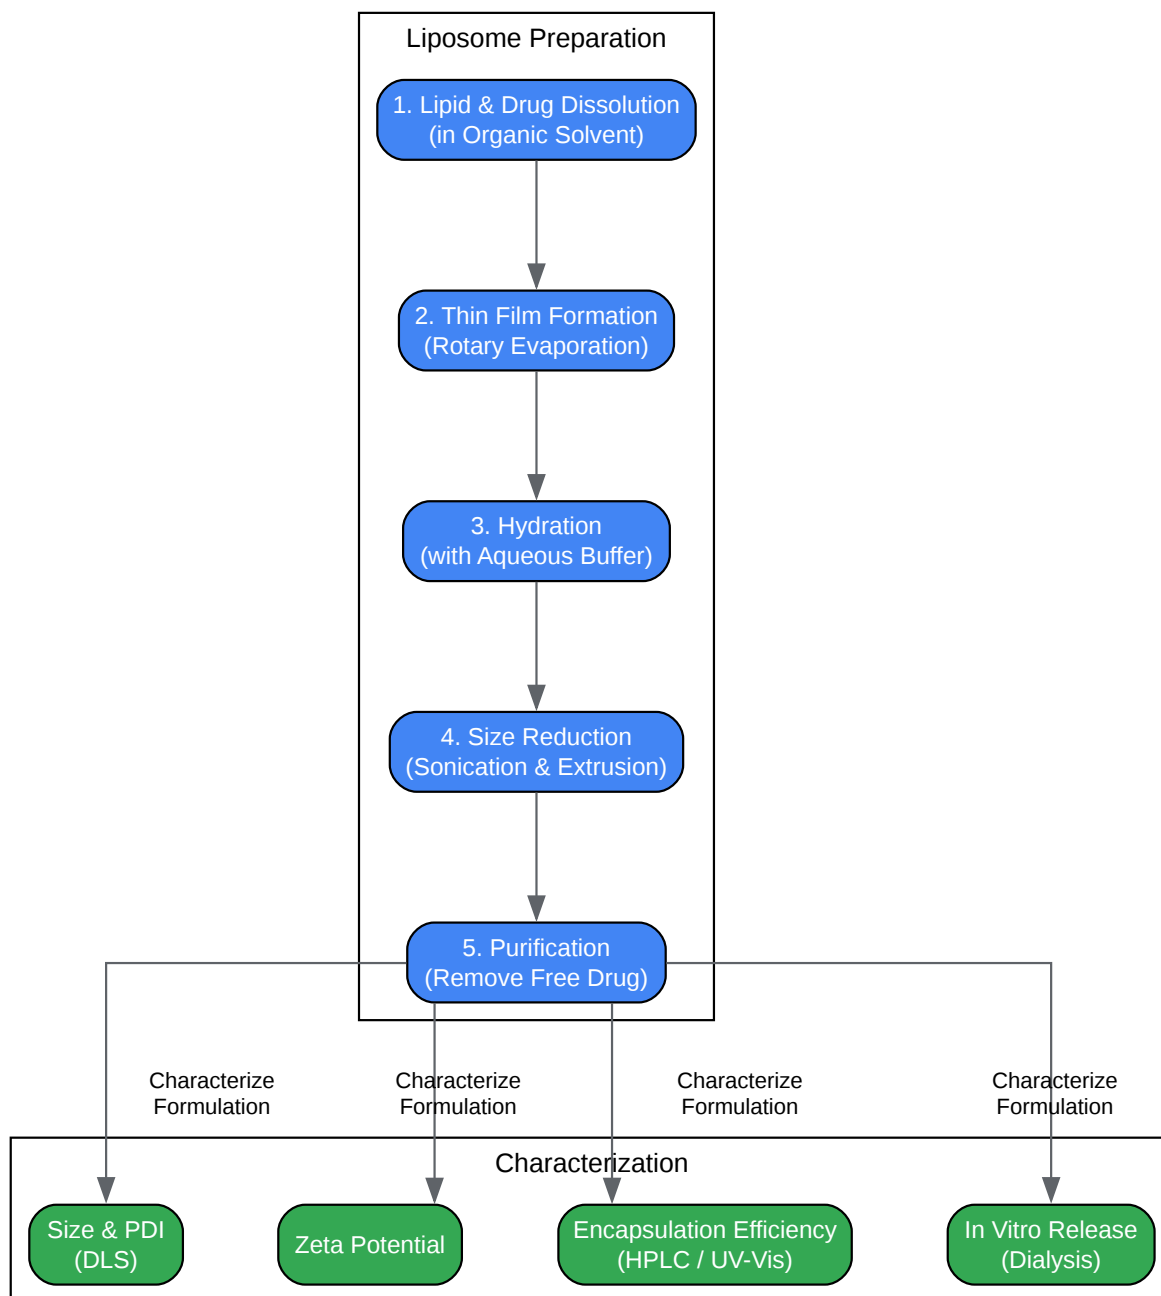 Liposome Preparation
1. Lipid & Drug Dissolution
(in Organic Solvent)
2. Thin Film Formation
(Rotary Evaporation)
3. Hydration
(with Aqueous Buffer)
4. Size Reduction
(Sonication & Extrusion)
5. Purification
(Remove Free Drug)
Characterize
Formulation
Characterize
Formulation
Characterize
Formulation
Characterize
Formulation
Characterization
Size & PDI
(DLS)
Zeta Potential
Encapsulation Efficiency
(HPLC / UV-Vis)
In Vitro Release
(Dialysis)